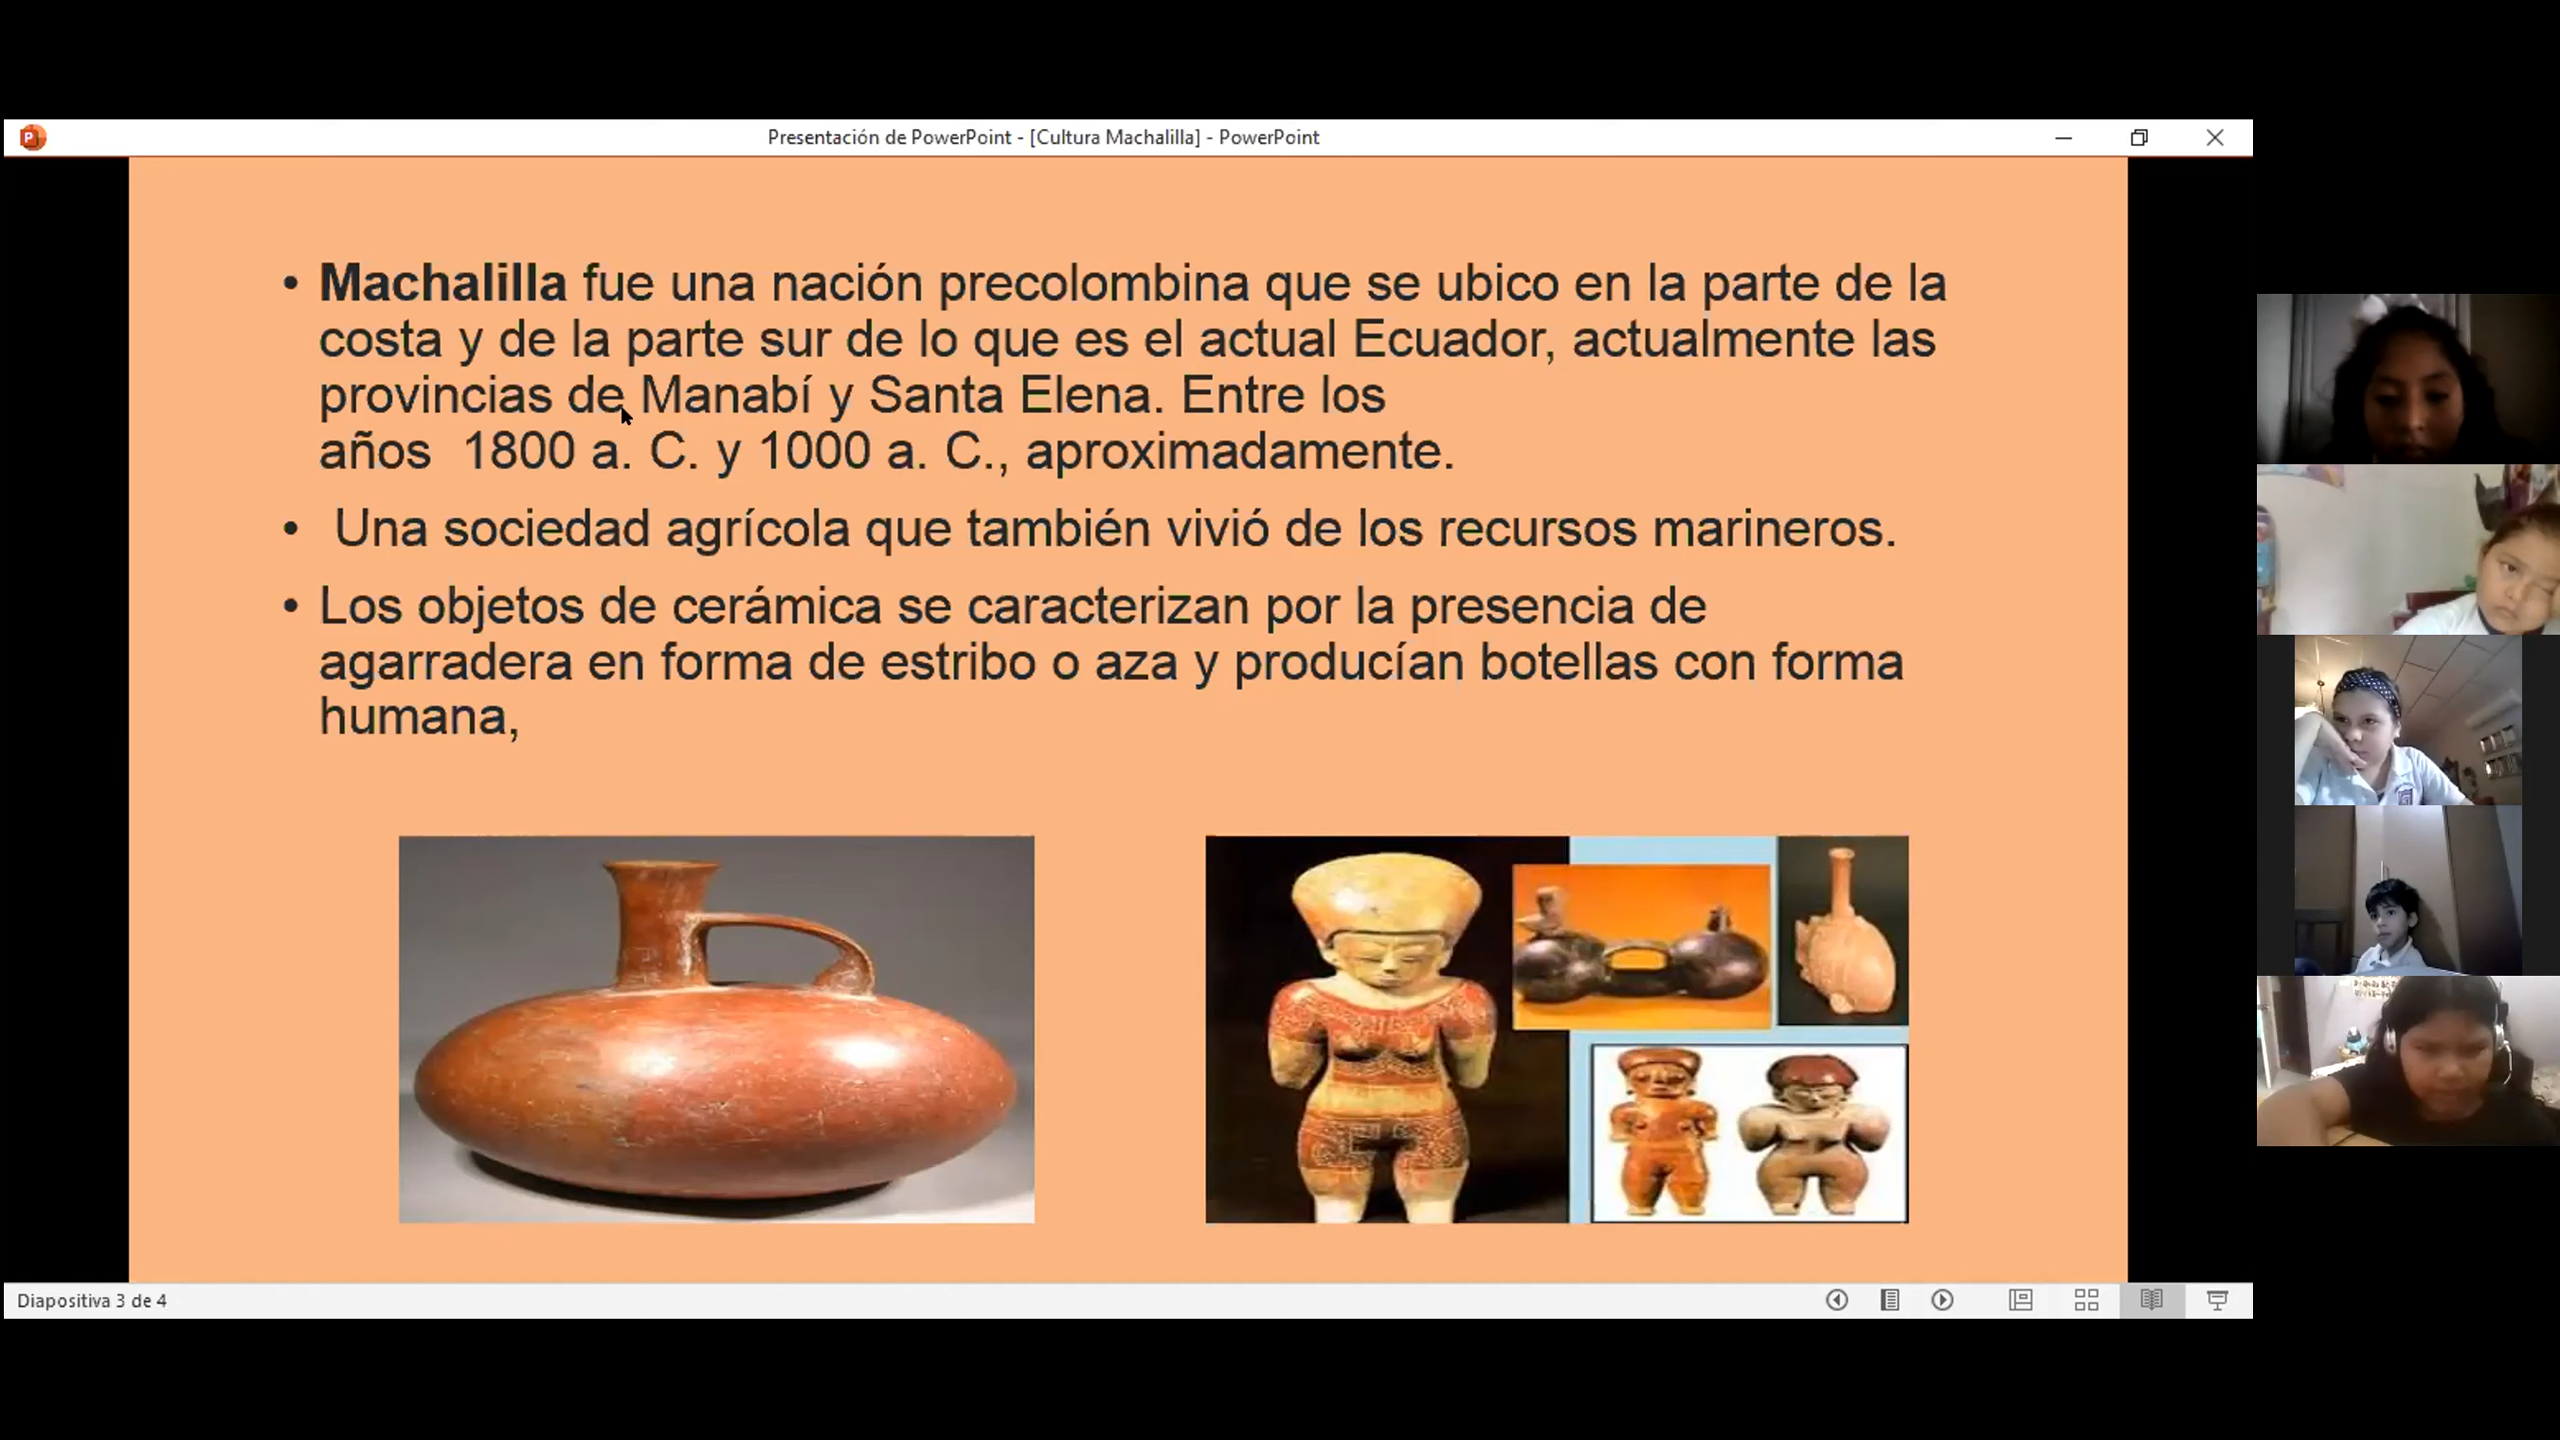 Presentación de PowerPoint - [Cultura Machalilla] - PowerPoint
• Machalilla fue una nación precolombina que se ubico en la parte de la
costa y de la parte sur de lo que es el actual Ecuador, actualmente las
provincias de Manabí y Santa Elena. Entre los
años 1800 a. C. y 1000 a. C., aproximadamente.
• Una sociedad agrícola que también vivió de los recursos marineros.
• Los objetos de cerámica se caracterizan por la presencia de
agarradera en forma de estribo o aza y producían botellas con forma
humana,
Diapositiva 3 de 4